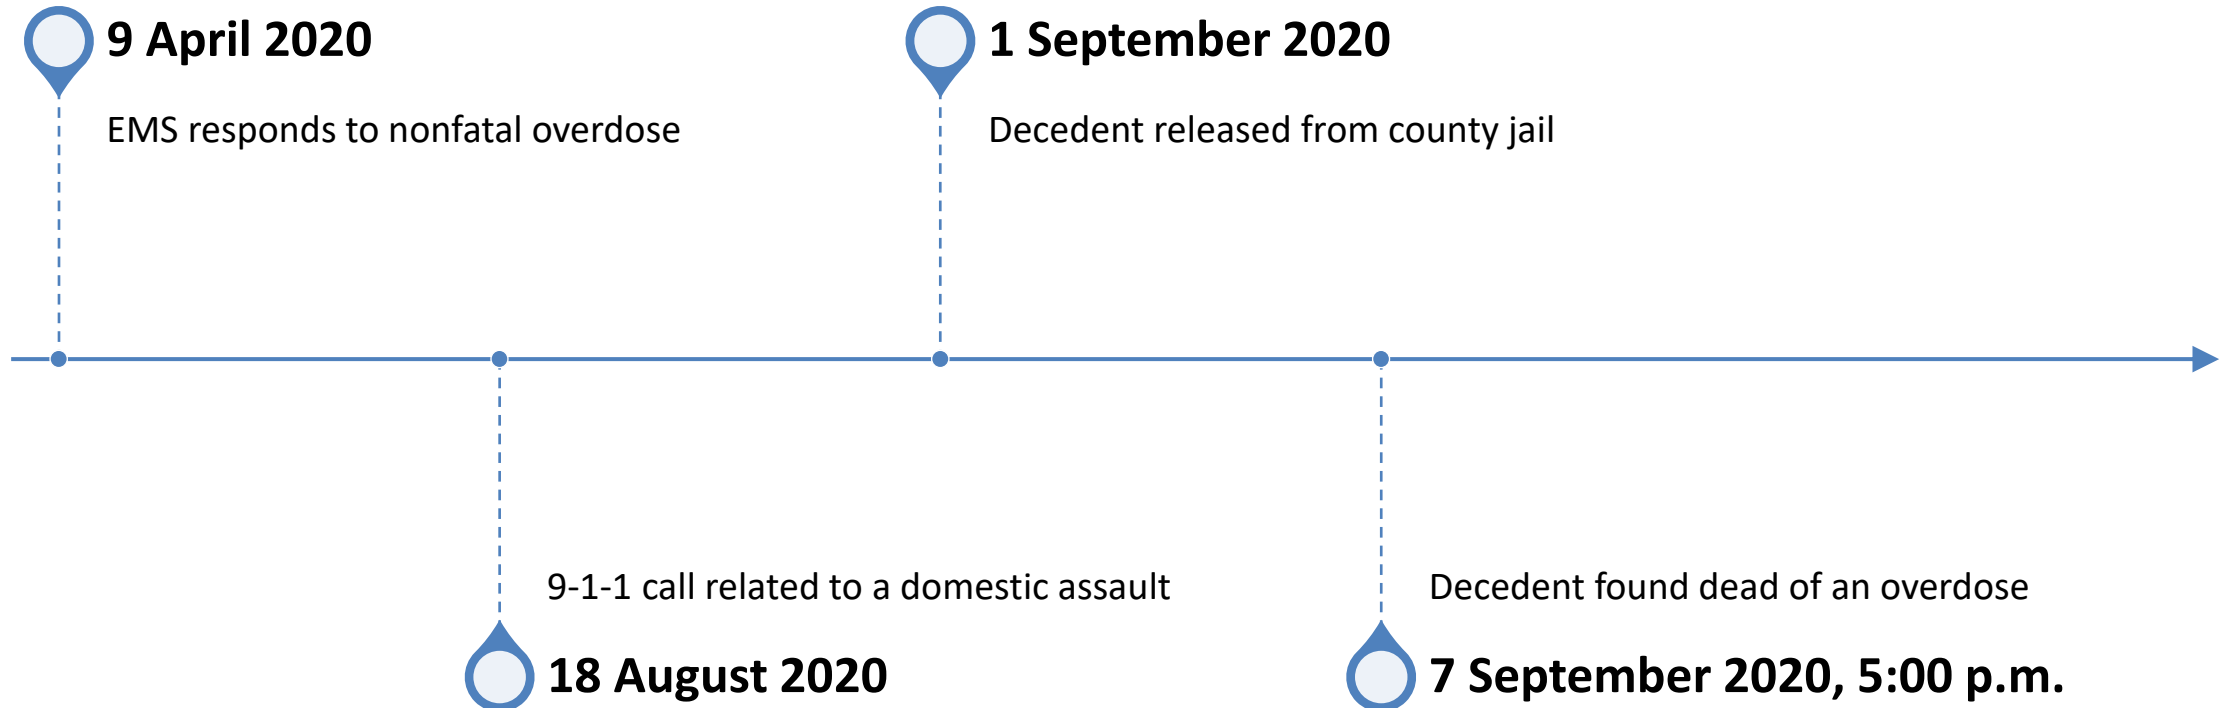 9 April 2020
EMS responds to nonfatal overdose
1 September 2020
Decedent released from county jail
9-1-1 call related to a domestic assault
18 August 2020
Decedent found dead of an overdose
7 September 2020, 5:00 p.m.